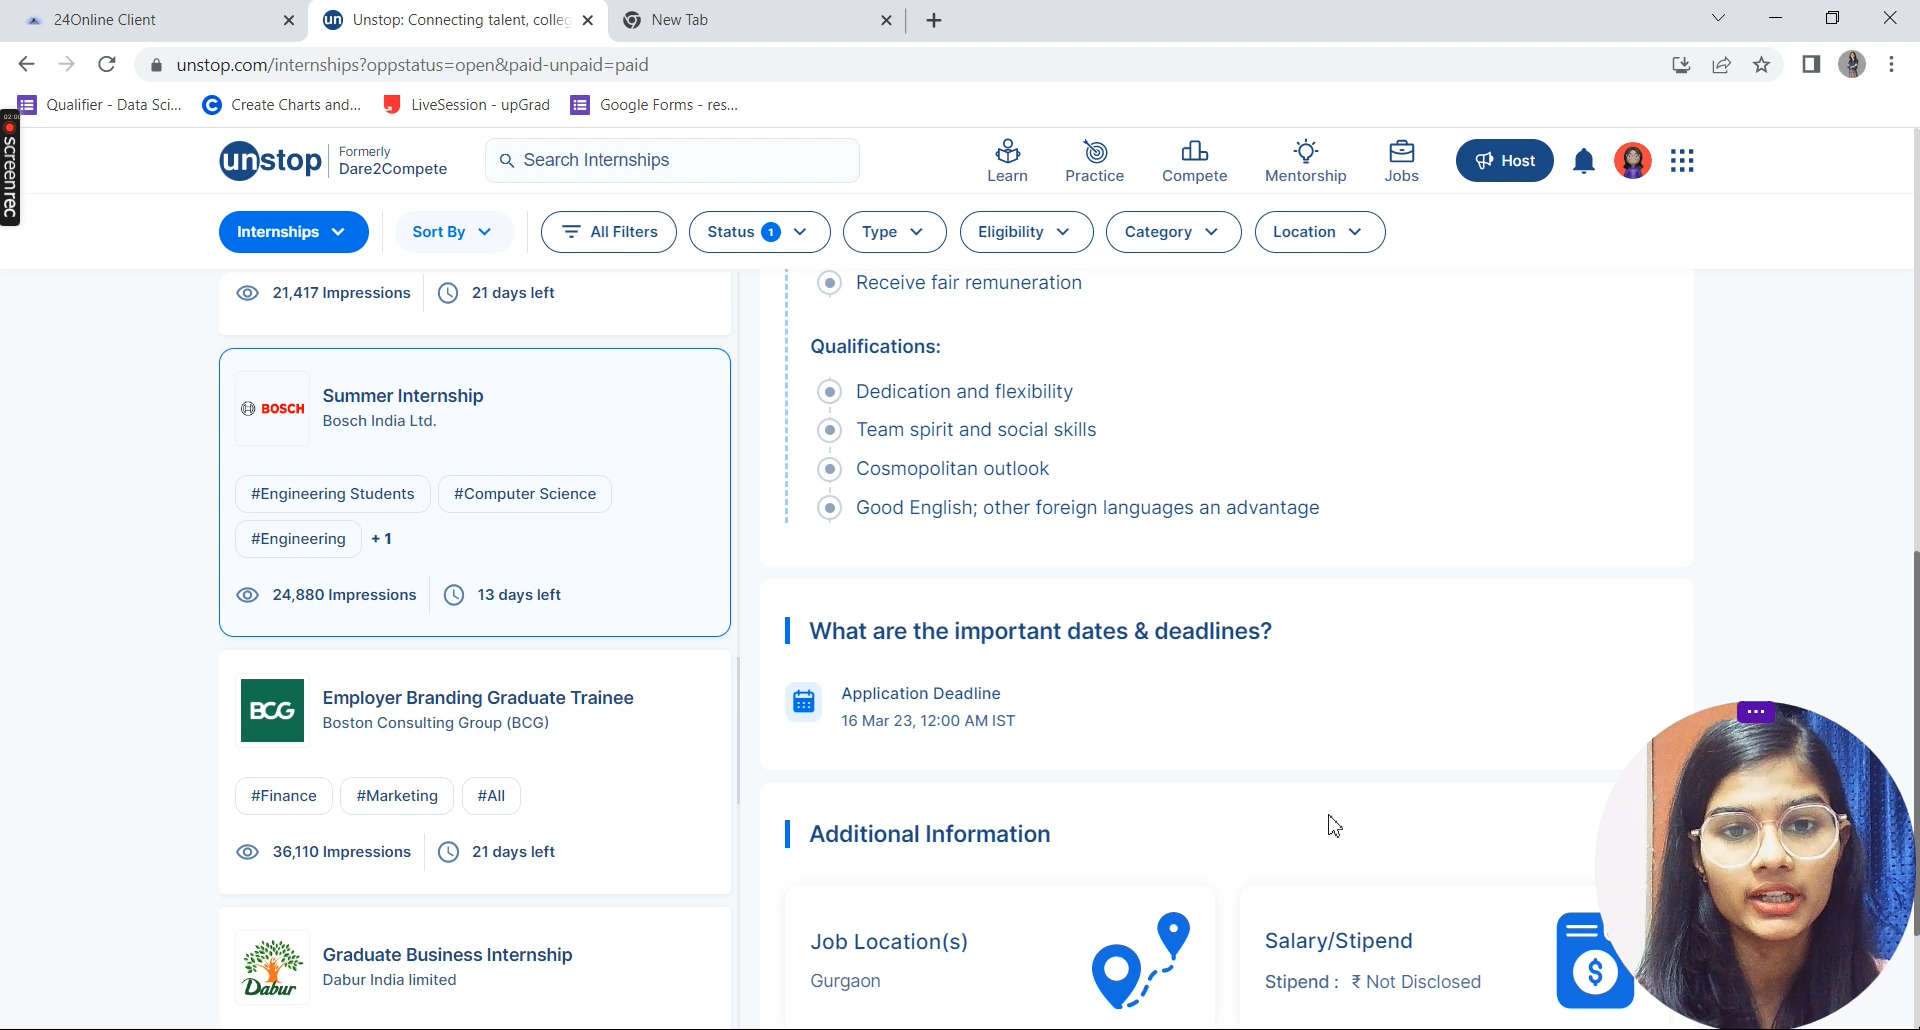 24Online Client
un Unstop: Connecting talent, colleg
New Tab
unstop.com/internships?oppstatus=open&paid-unpaid=paid
Qualifier - Data Sci...
Create Charts and...
LiveSession - upGrad
Google Forms - res...
screenrec
unstop
Formerly
Dare2Compete
Search Internships
Learn
Practice
Compete
Mentorship
Jobs
Host
Internships
Sort By
All Filters
Status 1
Type
Eligibility
Category
Location
21,417 Impressions
21 days left
BOSCH
Summer Internship
Bosch India Ltd.
#Engineering Students
#Computer Science
#Engineering
+ 1
24,880 Impressions
13 days left
BCG
Employer Branding Graduate Trainee
Boston Consulting Group (BCG)
#Finance
#Marketing
#All
36,110 Impressions
21 days left
Dabur
Graduate Business Internship
Dabur India limited
Receive fair remuneration
Qualifications:
Dedication and flexibility
Team spirit and social skills
Cosmopolitan outlook
Good English; other foreign languages an advantage
What are the important dates & deadlines?
Application Deadline
16 Mar 23, 12:00 AM IST
Additional Information
Job Location(s)
Gurgaon
Salary/Stipend
Stipend : ₹ Not Disclosed
$